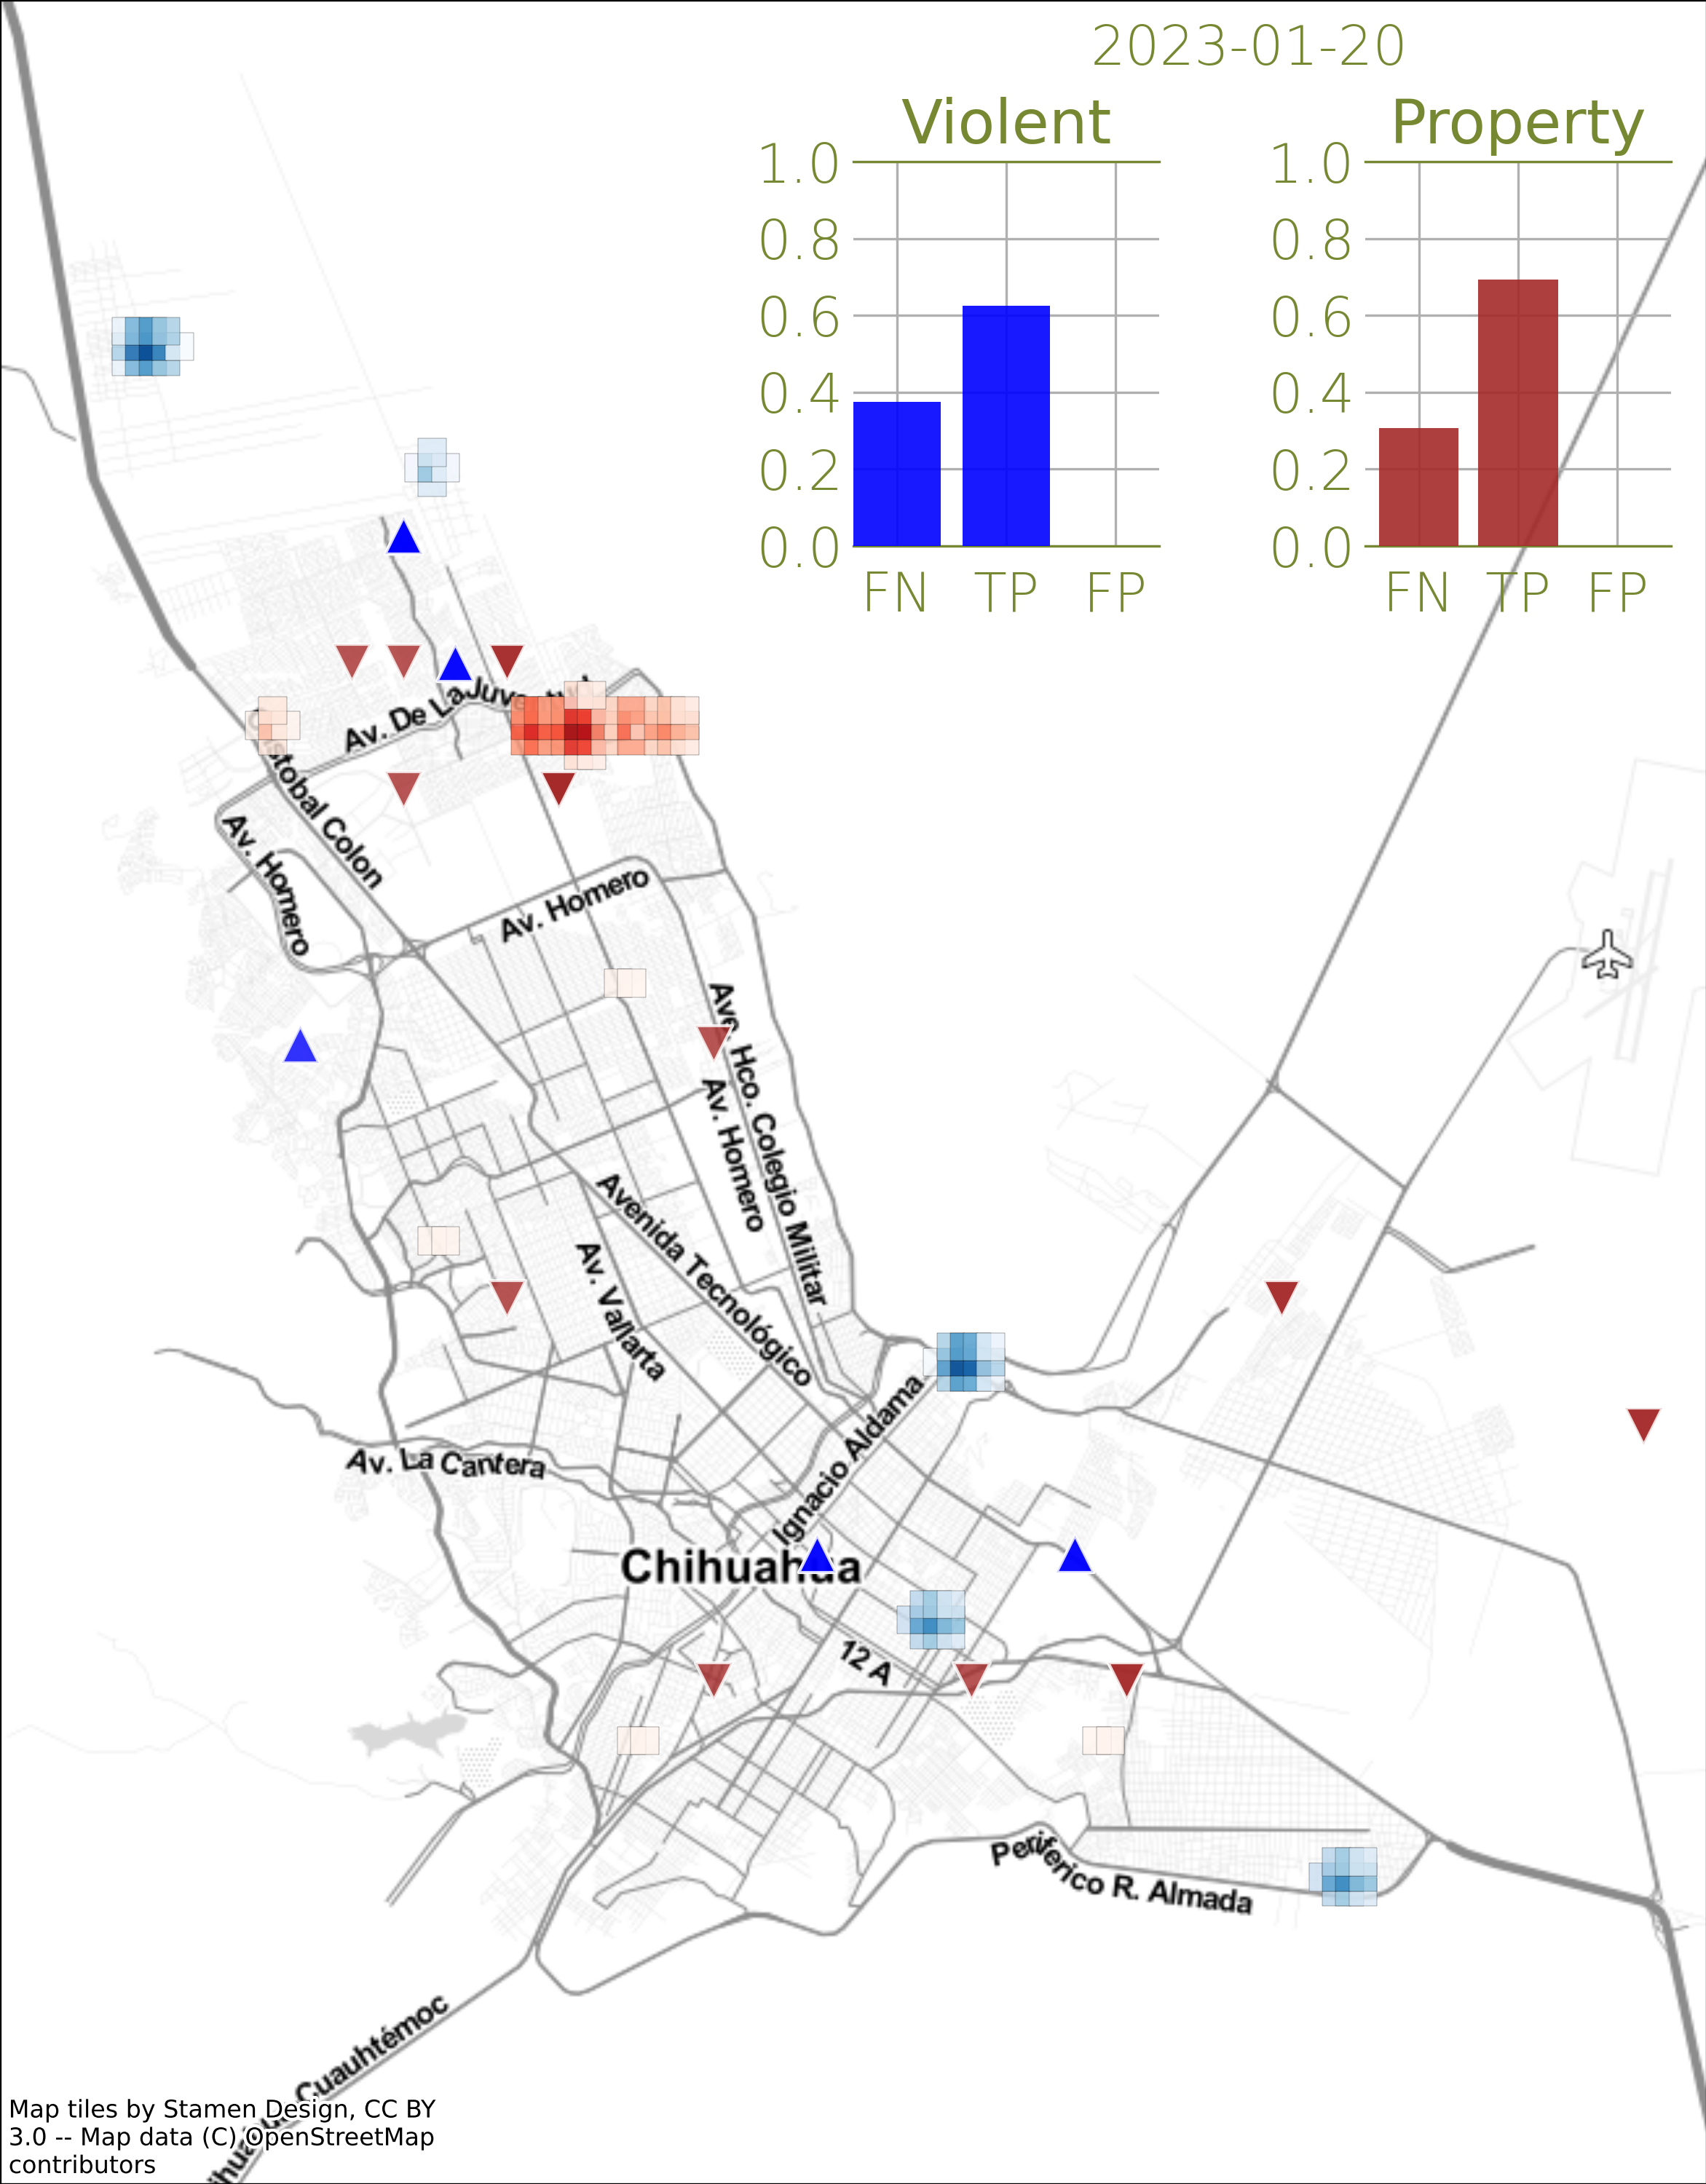 2023-01-20
Violent
Property
1.0
0.8
0.6
0.4
0.2
0.0
FN TP FP
1.0
0.8
0.6
0.4
0.2
0.0
FN TP FP
Av. De La
Colon
Av. Homero
Av. Homero
Ave. Hco. Colegio Militar
Av. Homero
Avenida Tecnológico
Av. Vallarta
Ignacio Aldama
Av. La Cantera
Chihuahua
12 A
Periferico R. Almada
Cuauhtémoc
Map tiles by Stamen Design, CC BY
3.0 -- Map data (C) OpenStreetMap
contributors